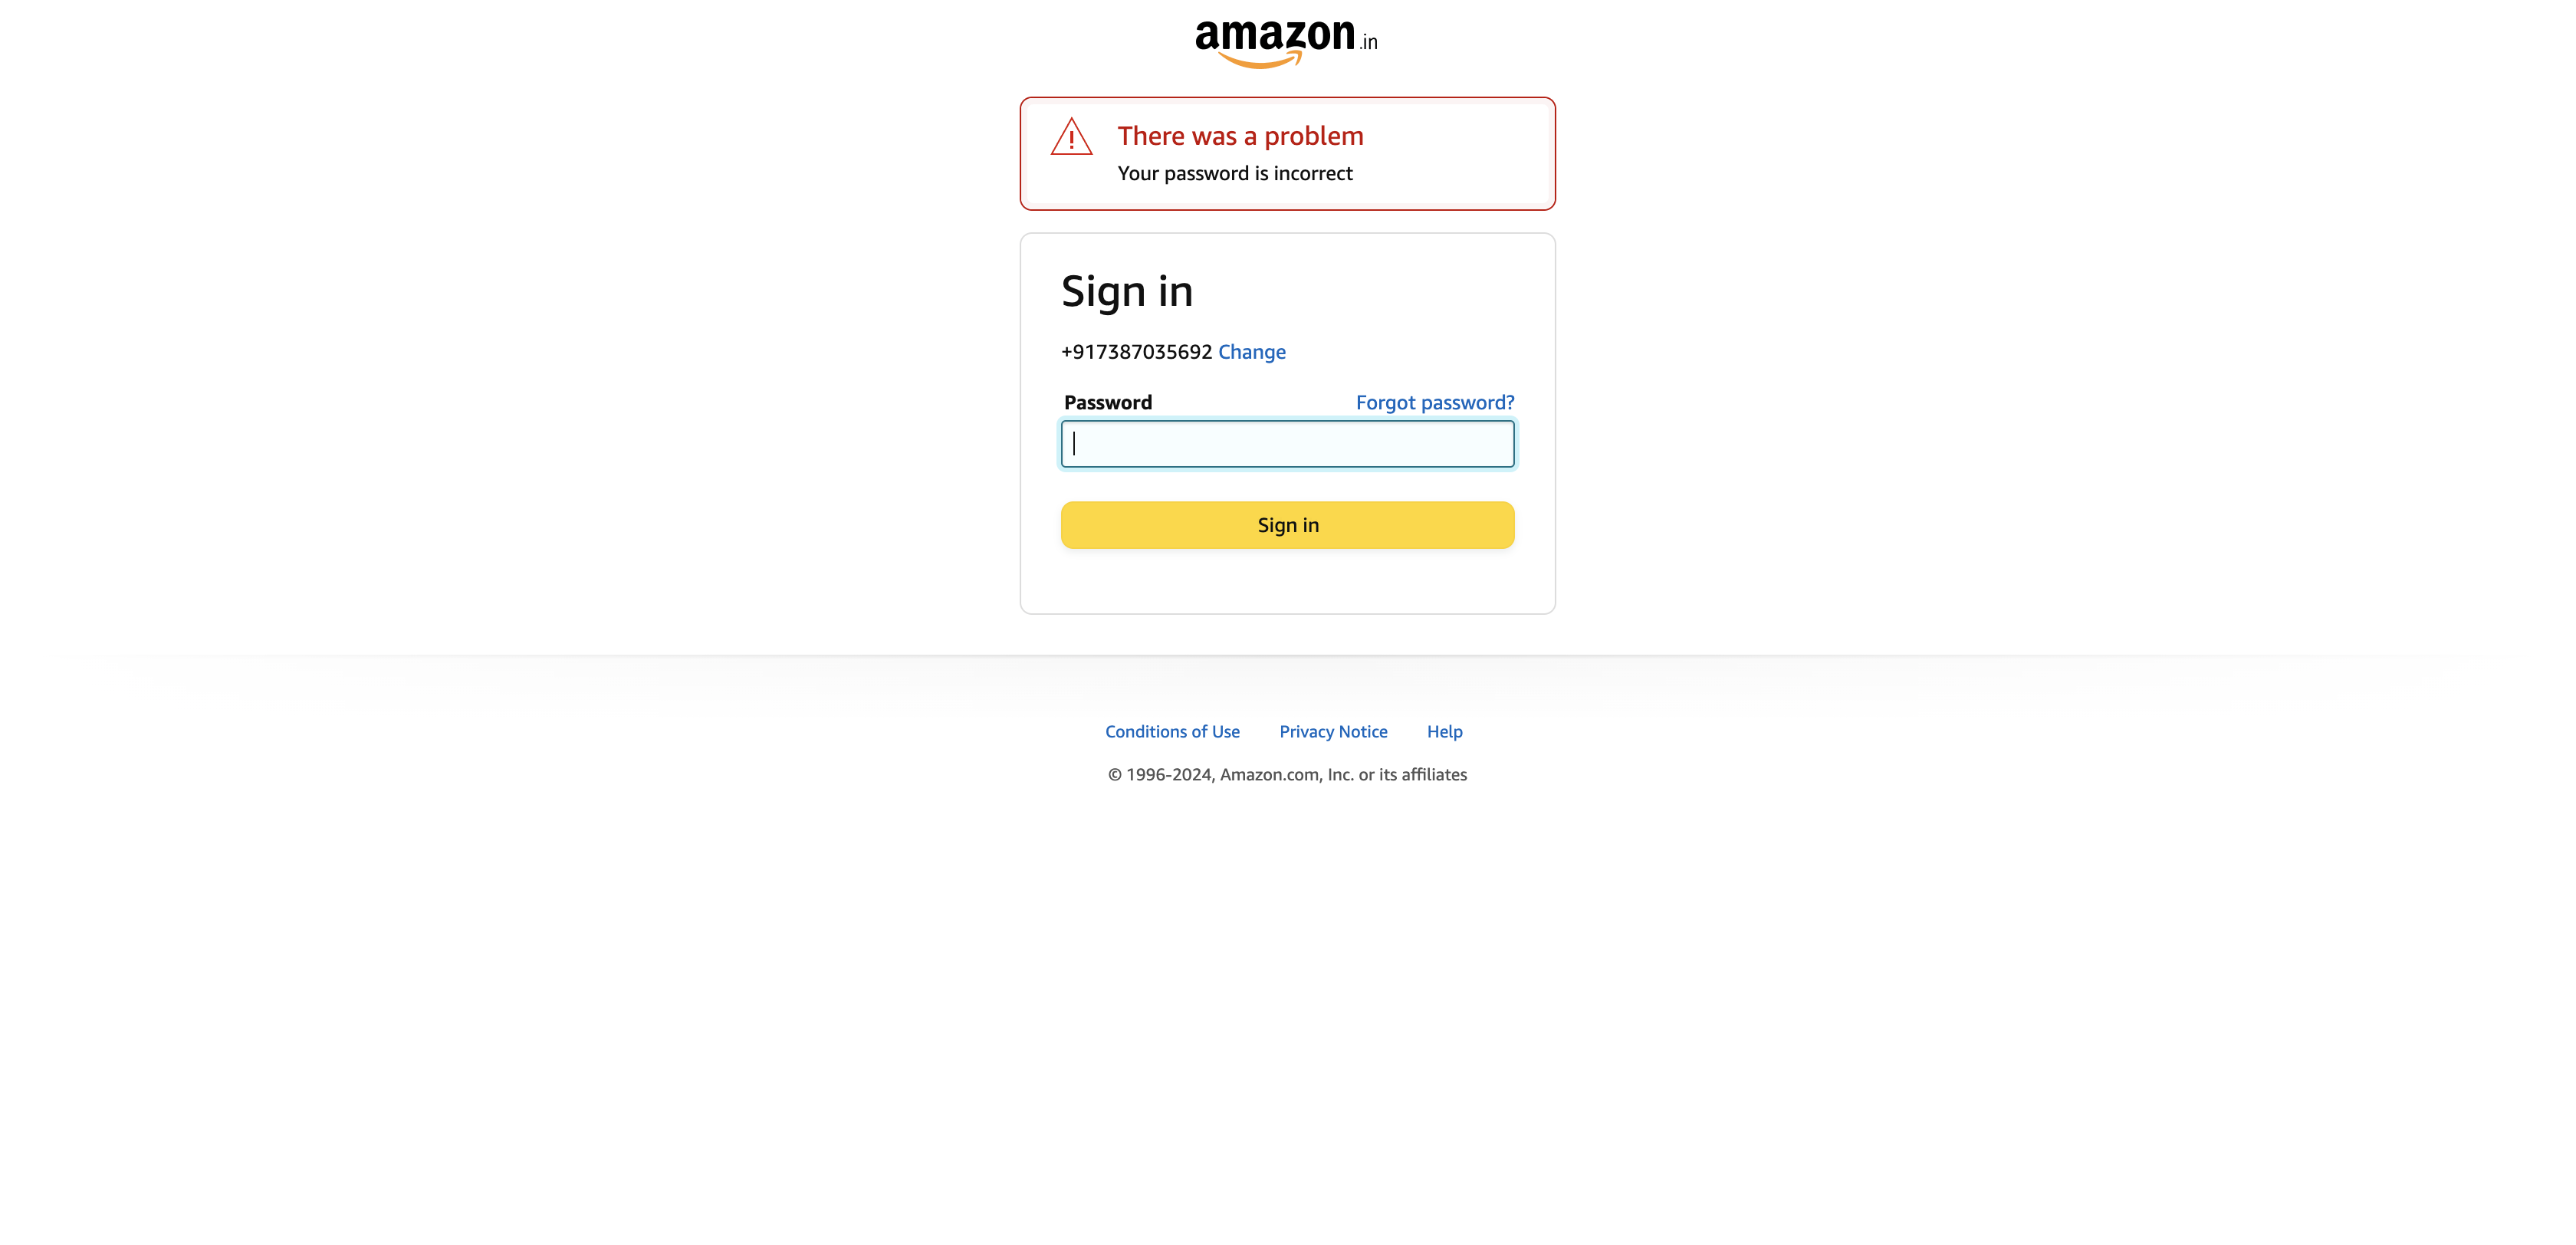 amazon.in
There was a problem
Your password is incorrect
Sign in
+917387035692 Change
Password Forgot password?
Sign in
Conditions of Use Privacy Notice Help
© 1996-2024, Amazon.com, Inc. or its affiliates